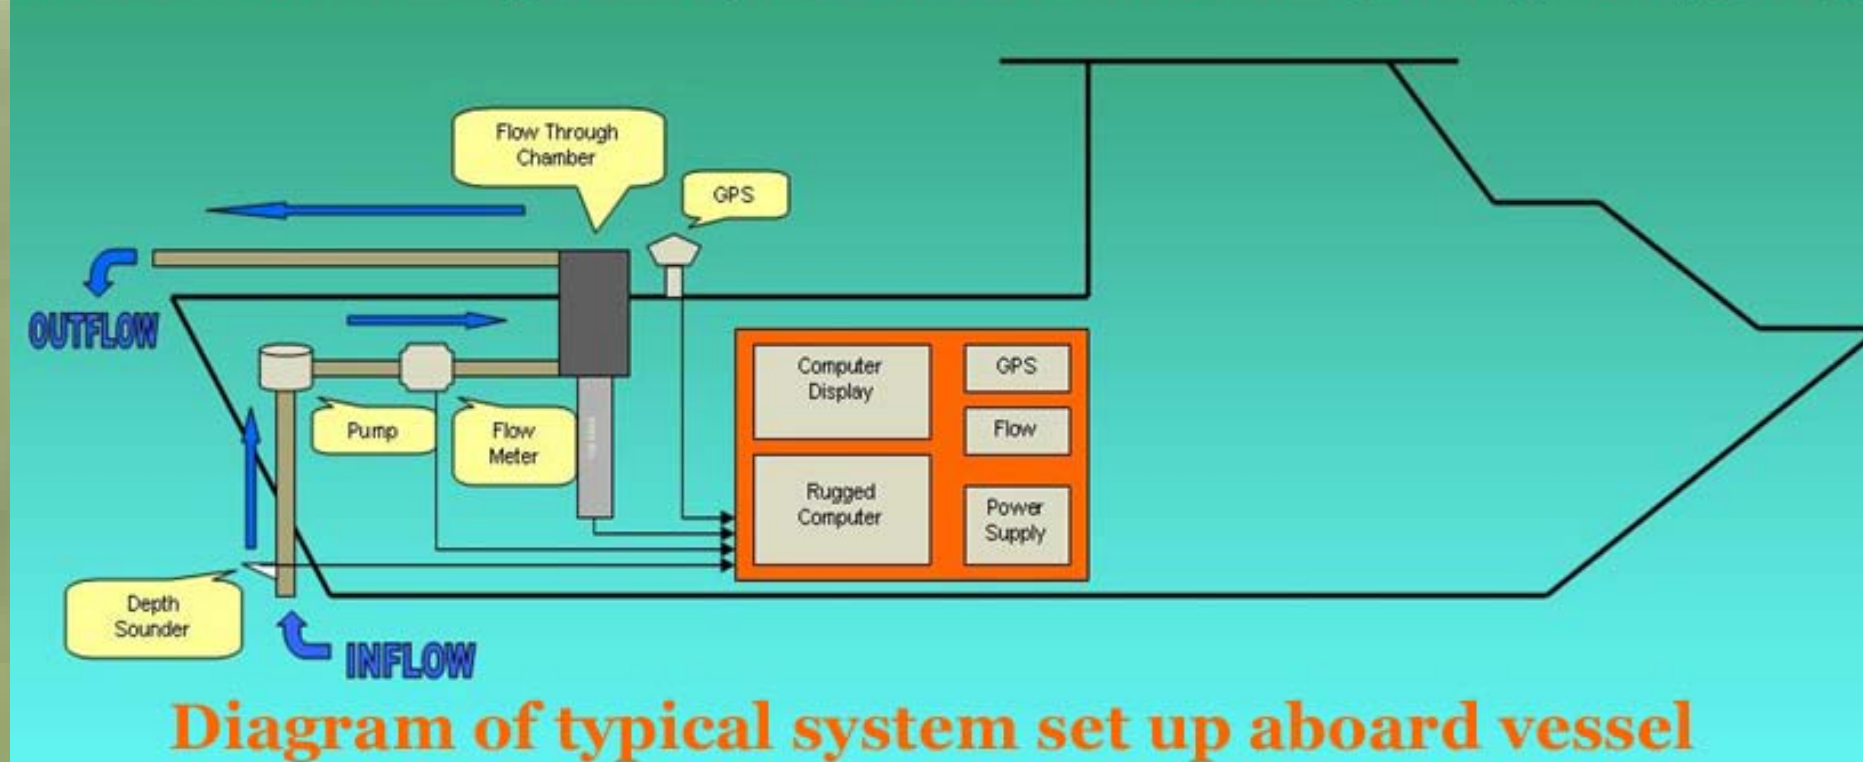 Flow Through
Chamber
GPS
OUTFLOW
Computer
Display
GPS
Pump
Flow
Meter
Flow
Rugged
Computer
Power
Supply
Depth
Sounder
INFLOW
Diagram of typical system set up aboard vessel